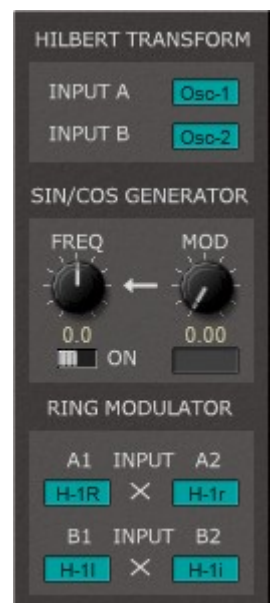 HILBERT TRANSFORM
INPUT A Osc-1
INPUT B Osc-2
SIN/COS GENERATOR
FREQ MOD
0.0 0.00
ON
RING MODULATOR
A1 INPUT A2
H-1R × H-1r
B1 INPUT B2
H-1I × H-1i